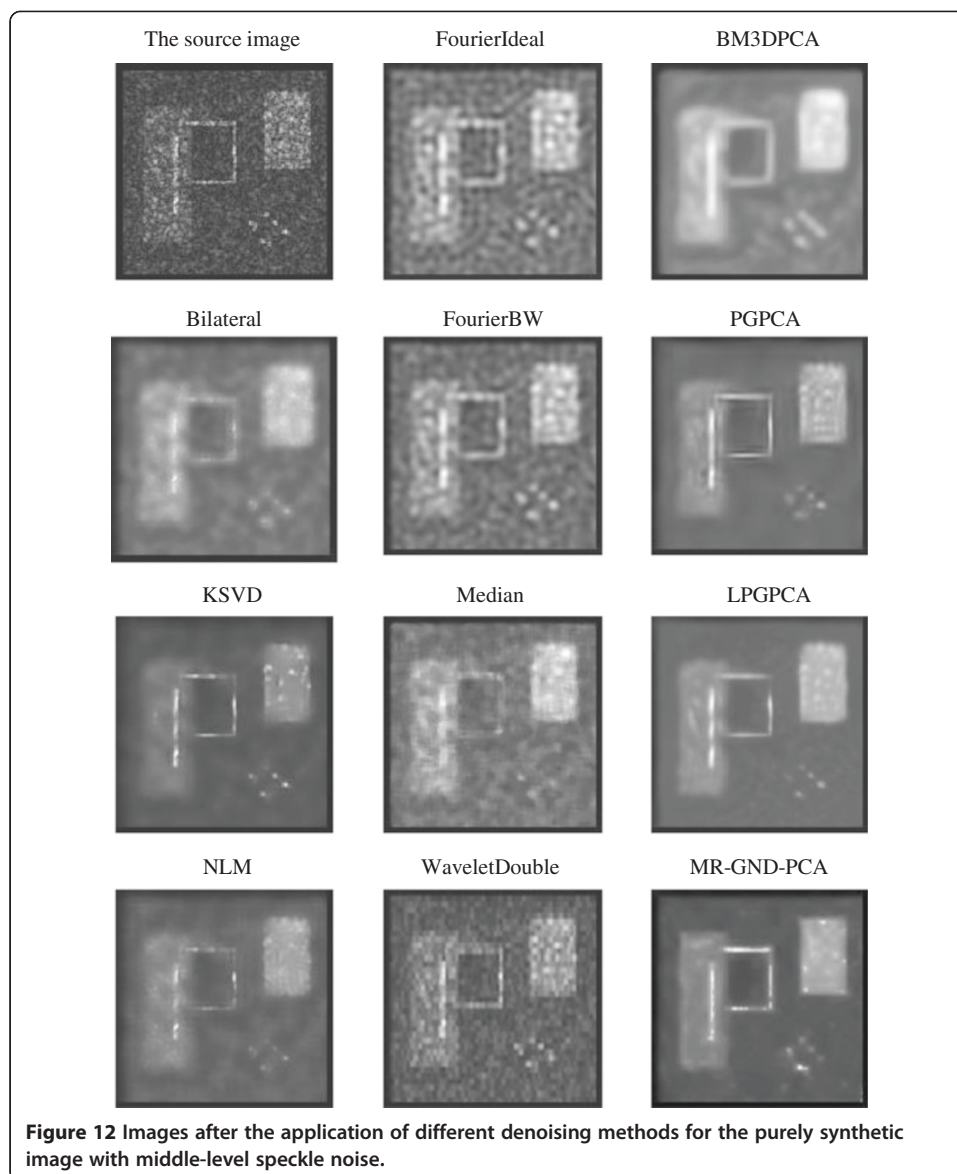 The source image
FourierIdeal
BM3DPCA
Bilateral
FourierBW
PGPCA
KSVD
Median
LPGPCA
NLM
WaveletDouble
MR-GND-PCA
Figure 12 Images after the application of different denoising methods for the purely synthetic
image with middle-level speckle noise.